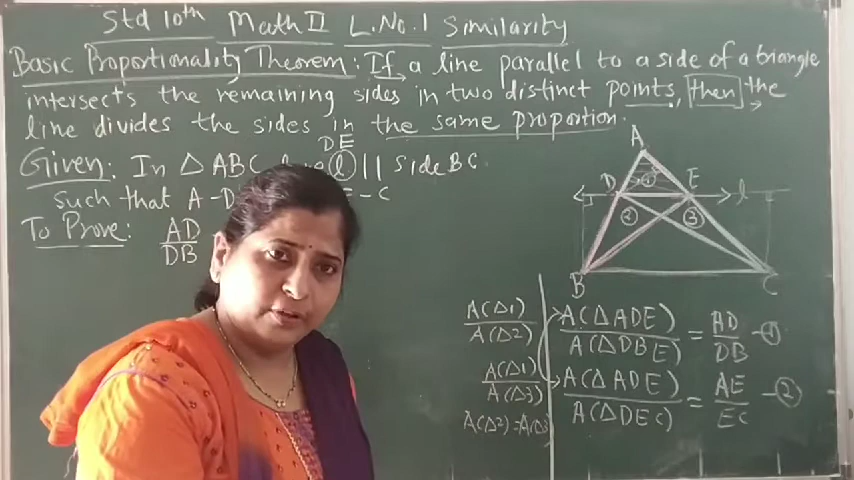 Std 10th Math II L.No.1 Similarity
Basic Proportionality Theorem: If a line parallel to a side of a triangle
intersects the remaining sides in two distinct points, then the
line divides the sides in the same proportion.
DE
Given: In △ABC l || side BC
such that A-D E-C
To Prove: AD/DB
A
D 1 E l
2 3
B C
A(△1)/A(△2) A(△ADE)/A(△DBE) = AD/DB -①
A(△1)/A(△3) A(△ADE)/A(△DEC) = AE/EC -②
A(△2)=A(△3